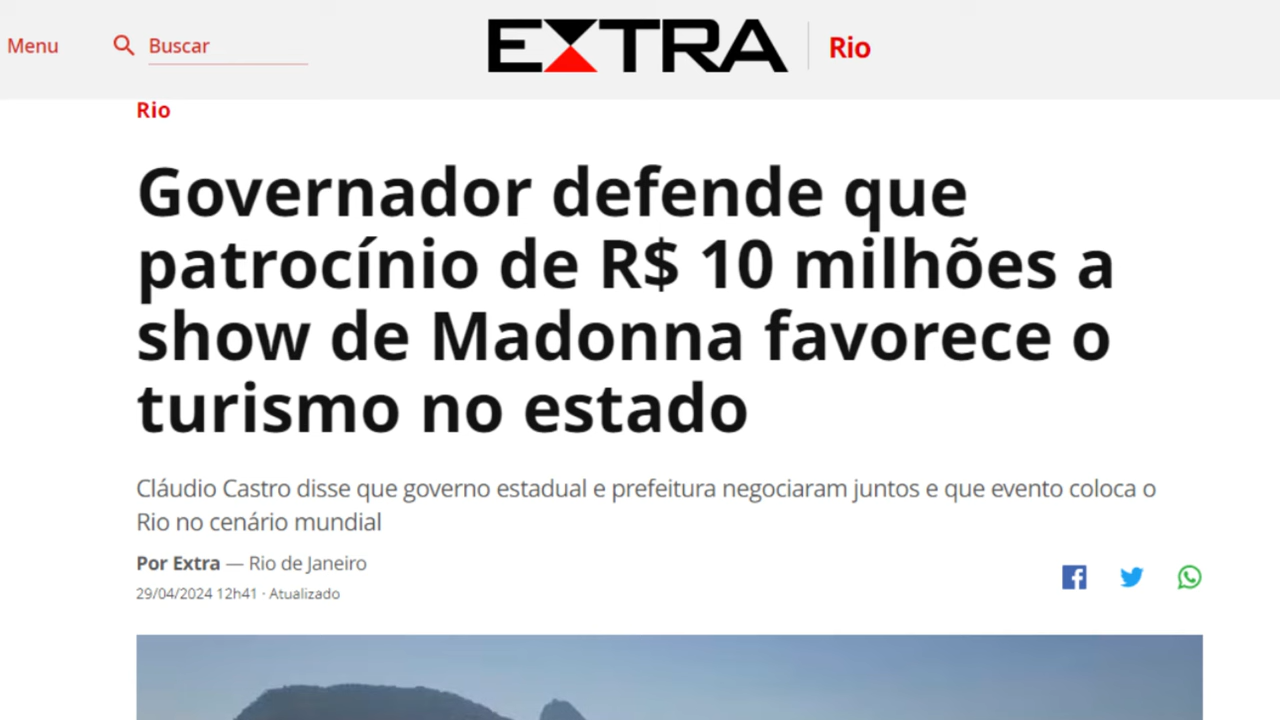 Menu
Buscar
EXTRA
Rio
Rio
Governador defende que
patrocínio de R$ 10 milhões a
show de Madonna favorece o
turismo no estado
Cláudio Castro disse que governo estadual e prefeitura negociaram juntos e que evento coloca o
Rio no cenário mundial
Por Extra — Rio de Janeiro
29/04/2024 12h41 · Atualizado